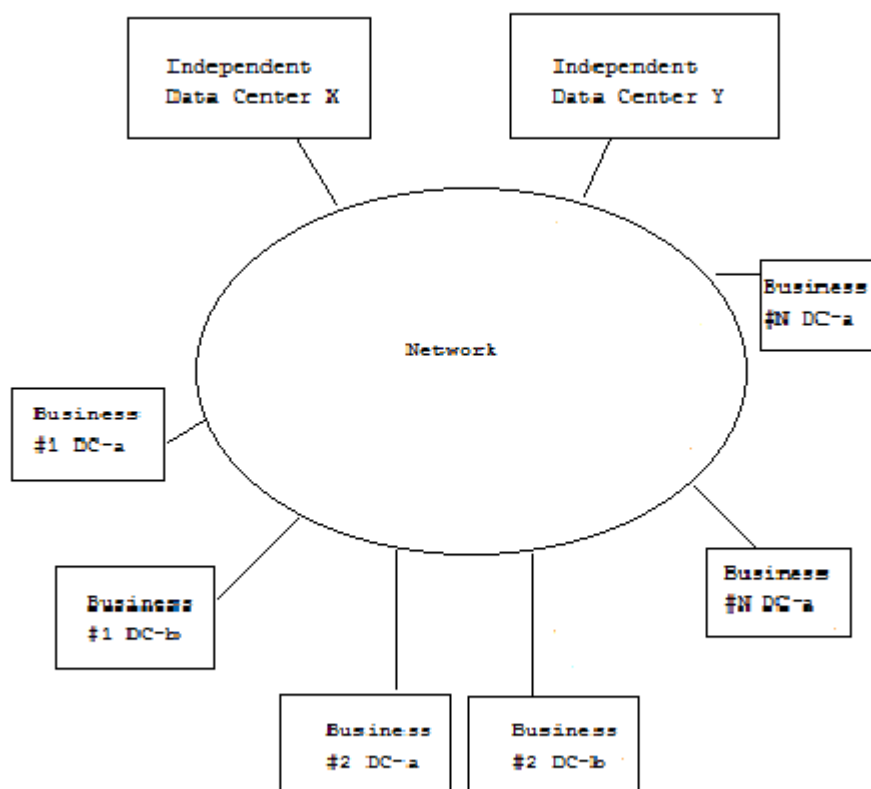 Independent
Data Center X
Independent
Data Center Y
Business
#N DC-a
Network
Business
#1 DC-a
Business
#1 DC-b
Business
#N DC-a
Business
#2 DC-a
Business
#2 DC-b